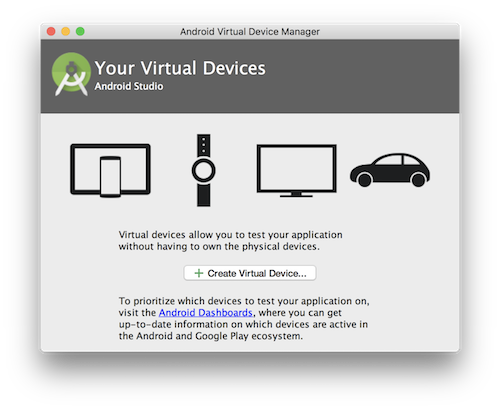 Android Virtual Device Manager
Your Virtual Devices
Android Studio
Virtual devices allow you to test your application
without having to own the physical devices.
+ Create Virtual Device...
To prioritize which devices to test your application on,
visit the Android Dashboards, where you can get
up-to-date information on which devices are active in
the Android and Google Play ecosystem.